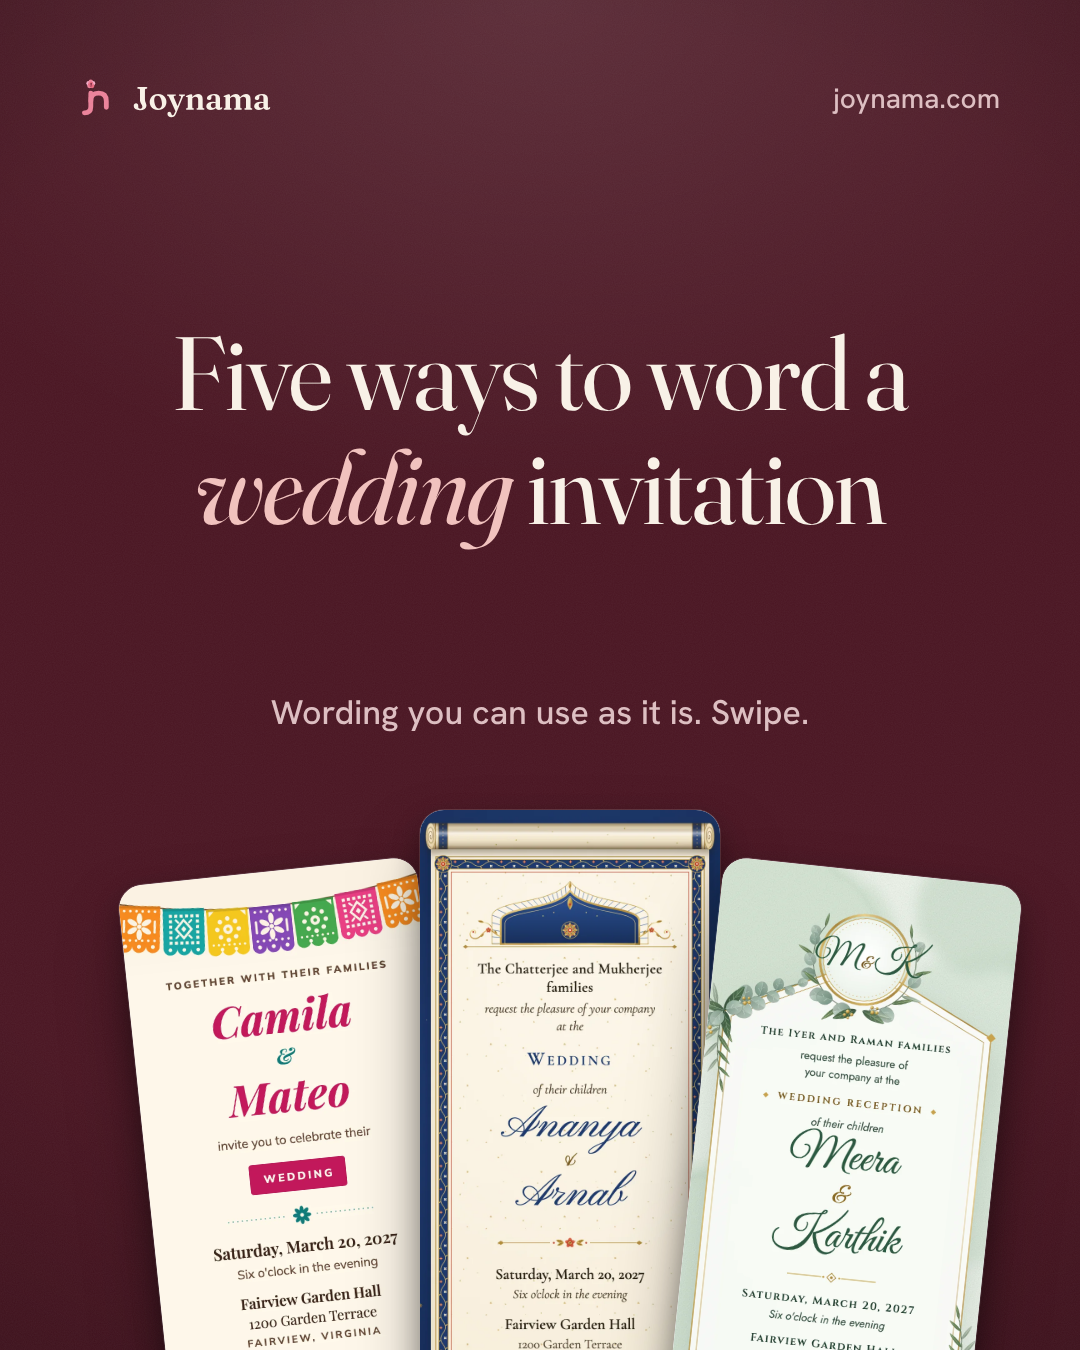 Joynama
joynama.com
Five ways to word a
wedding invitation
Wording you can use as it is. Swipe.
TOGETHER WITH THEIR FAMILIES
Camila
&
Mateo
invite you to celebrate their
WEDDING
Saturday, March 20, 2027
Six o'clock in the evening
Fairview Garden Hall
1200 Garden Terrace
FAIRVIEW, VIRGINIA
The Chatterjee and Mukherjee
families
request the pleasure of your company
at the
WEDDING
of their children
Ananya
&
Arnab
Saturday, March 20, 2027
Six o'clock in the evening
Fairview Garden Hall
1200 Garden Terrace
M&K
THE IYER AND RAMAN FAMILIES
request the pleasure of
your company at the
WEDDING RECEPTION
of their children
Meera
&
Karthik
SATURDAY, MARCH 20, 2027
Six o'clock in the evening
FAIRVIEW GARDEN HALL